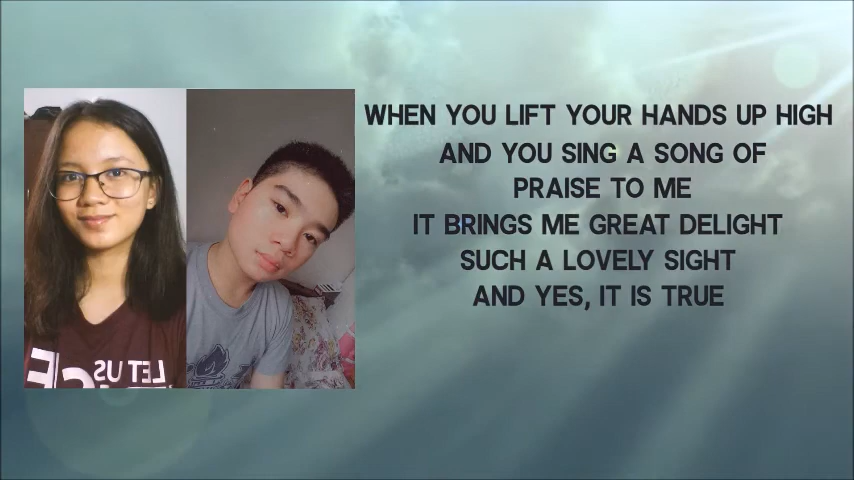 WHEN YOU LIFT YOUR HANDS UP HIGH
AND YOU SING A SONG OF
PRAISE TO ME
IT BRINGS ME GREAT DELIGHT
SUCH A LOVELY SIGHT
AND YES, IT IS TRUE
LET US